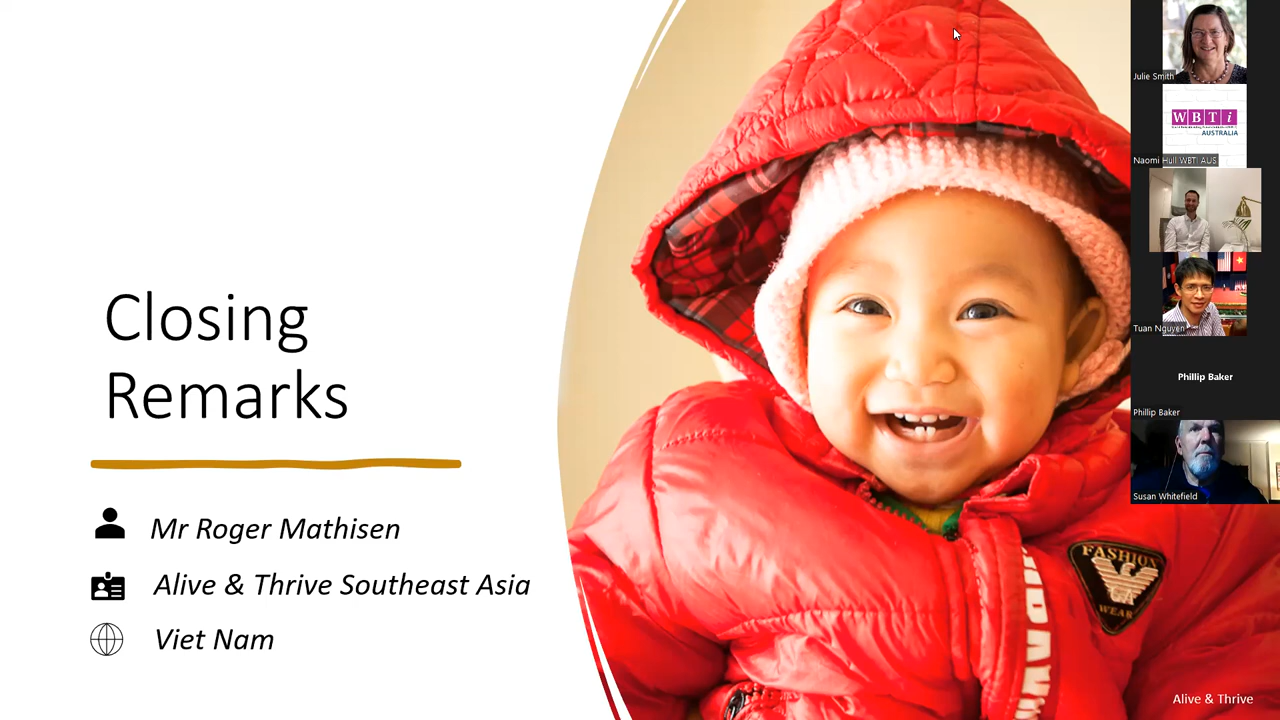 Closing
Remarks
Mr Roger Mathisen
Alive & Thrive Southeast Asia
Viet Nam
FASHION
WEAR
Alive & Thrive
Julie Smith
WBTi
AUSTRALIA
Naomi Hull WBTI AUS
Tuan Nguyen
Phillip Baker
Phillip Baker
Susan Whitefield